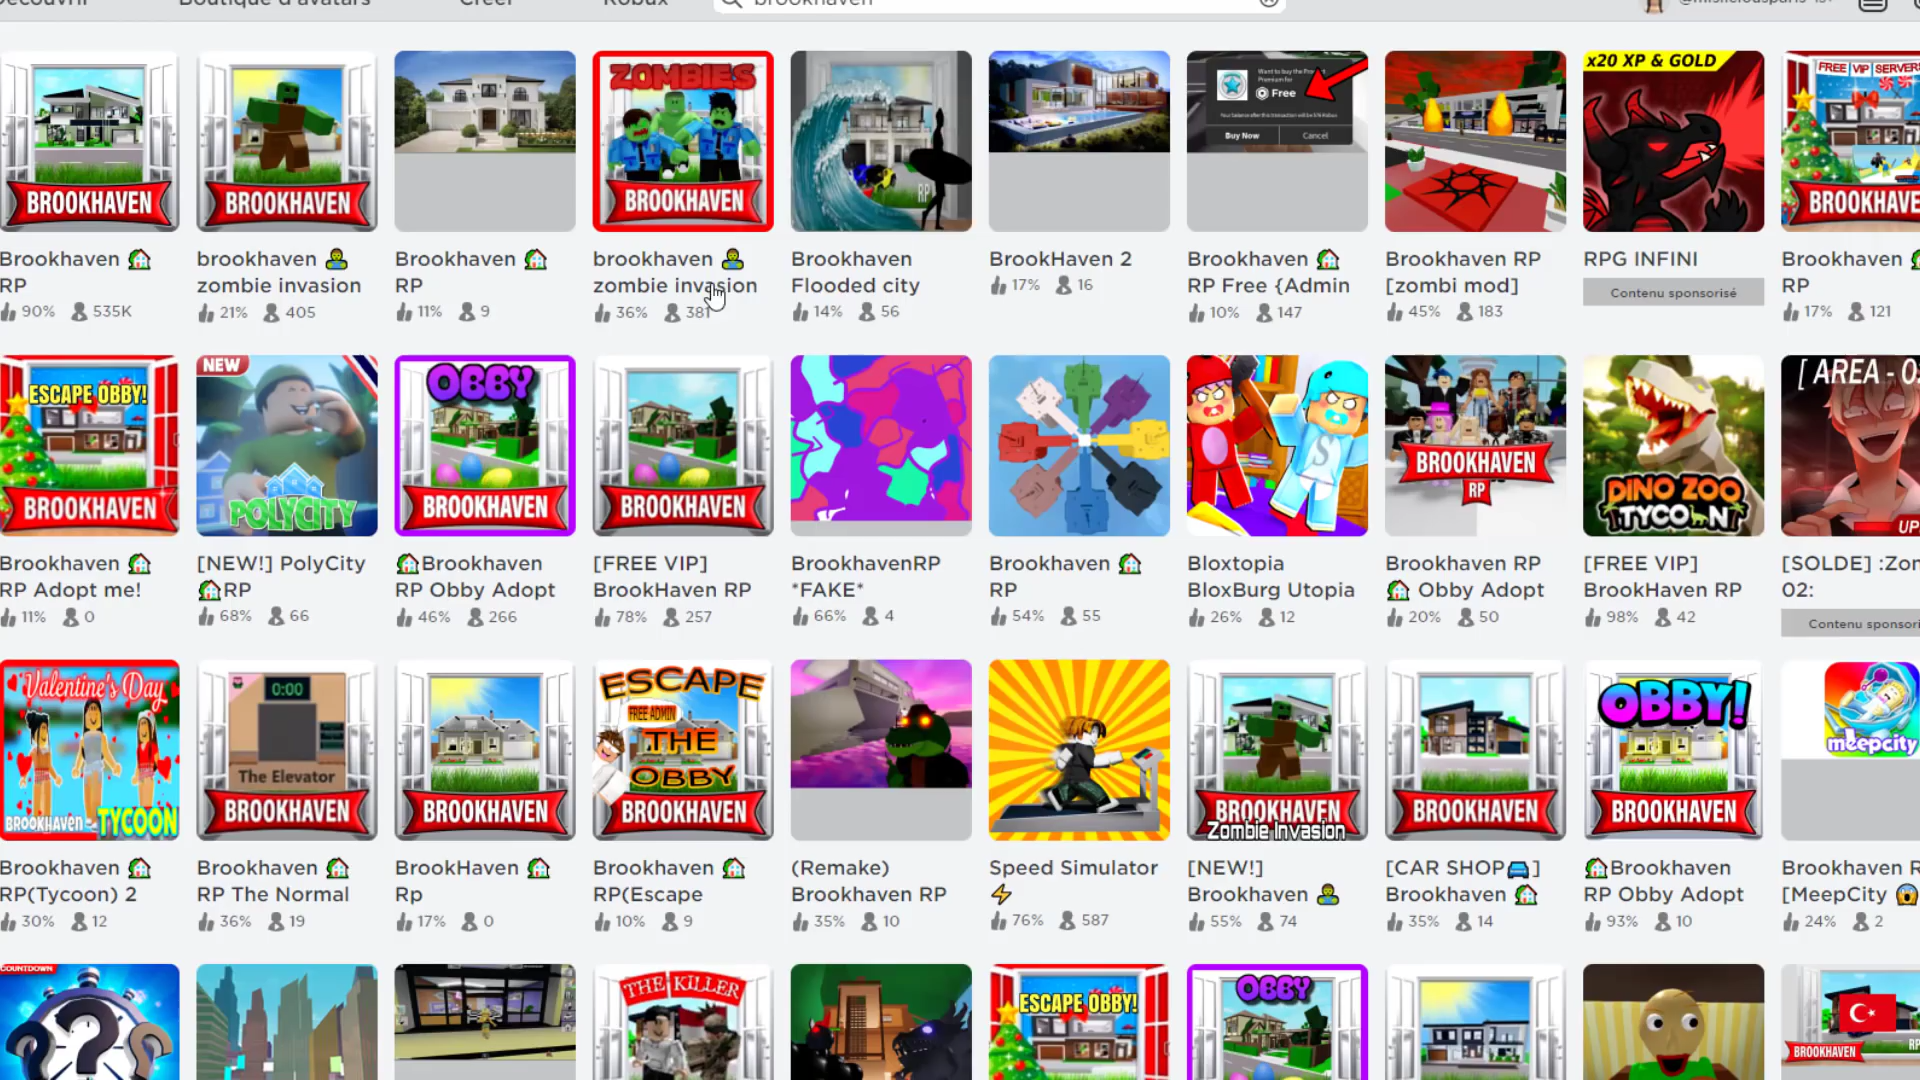 Boutique d'avatars
Créer
Robux
brookhaven
BROOKHAVEN
BROOKHAVEN
ZOMBIES
BROOKHAVEN
RP
Free
Buy Now
Cancel
x20 XP & GOLD
FREE VIP SERVERS
BROOKHAVE
Brookhaven 🏠
RP
90% 535K
brookhaven 🧟
zombie invasion
21% 405
Brookhaven 🏠
RP
11% 9
brookhaven 🧟
zombie invasion
36% 381
Brookhaven
Flooded city
14% 56
BrookHaven 2
17% 16
Brookhaven 🏠
RP Free {Admin
10% 147
Brookhaven RP
[zombi mod]
45% 183
RPG INFINI
Contenu sponsorisé
Brookhaven
RP
17% 121
ESCAPE OBBY!
BROOKHAVEN
NEW
POLYCITY
OBBY
BROOKHAVEN
BROOKHAVEN
S
BROOKHAVEN
RP
DINO ZOO
TYCOON
[ AREA - 02
UP
Brookhaven 🏠
RP Adopt me!
11% 0
[NEW!] PolyCity
🏠RP
68% 66
🏠Brookhaven
RP Obby Adopt
46% 266
[FREE VIP]
BrookHaven RP
78% 257
BrookhavenRP
*FAKE*
66% 4
Brookhaven 🏠
RP
54% 55
Bloxtopia
BloxBurg Utopia
26% 12
Brookhaven RP
🏠 Obby Adopt
20% 50
[FREE VIP]
BrookHaven RP
98% 42
[SOLDE] :Zon
02:
Contenu sponsori
Valentine's Day
BROOKHAVEN TYCOON
0:00
The Elevator
BROOKHAVEN
BROOKHAVEN
ESCAPE
FREE ADMIN
THE
OBBY
BROOKHAVEN
BROOKHAVEN
Zombie Invasion
BROOKHAVEN
OBBY!
BROOKHAVEN
meepcity
Brookhaven 🏠
RP(Tycoon) 2
30% 12
Brookhaven 🏠
RP The Normal
36% 19
BrookHaven 🏠
Rp
17% 0
Brookhaven 🏠
RP(Escape
10% 9
(Remake)
Brookhaven RP
35% 10
Speed Simulator
⚡
76% 587
[NEW!]
Brookhaven 🧟
55% 74
[CAR SHOP🚘]
Brookhaven 🏠
35% 14
🏠Brookhaven
RP Obby Adopt
93% 10
Brookhaven R
[MeepCity 😱
24% 2
COUNTDOWN
?
THE KILLER
ESCAPE OBBY!
OBBY
BROOKHAVEN
RP